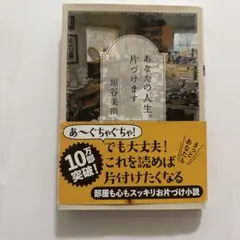 あなたの人生、
片づけます
垣谷美雨
あ〜ぐちゃぐちゃ!
10万部
突破!
でも大丈夫!
これを読めば
片付けたくなる
部屋も心もスッキリお片づけ小説